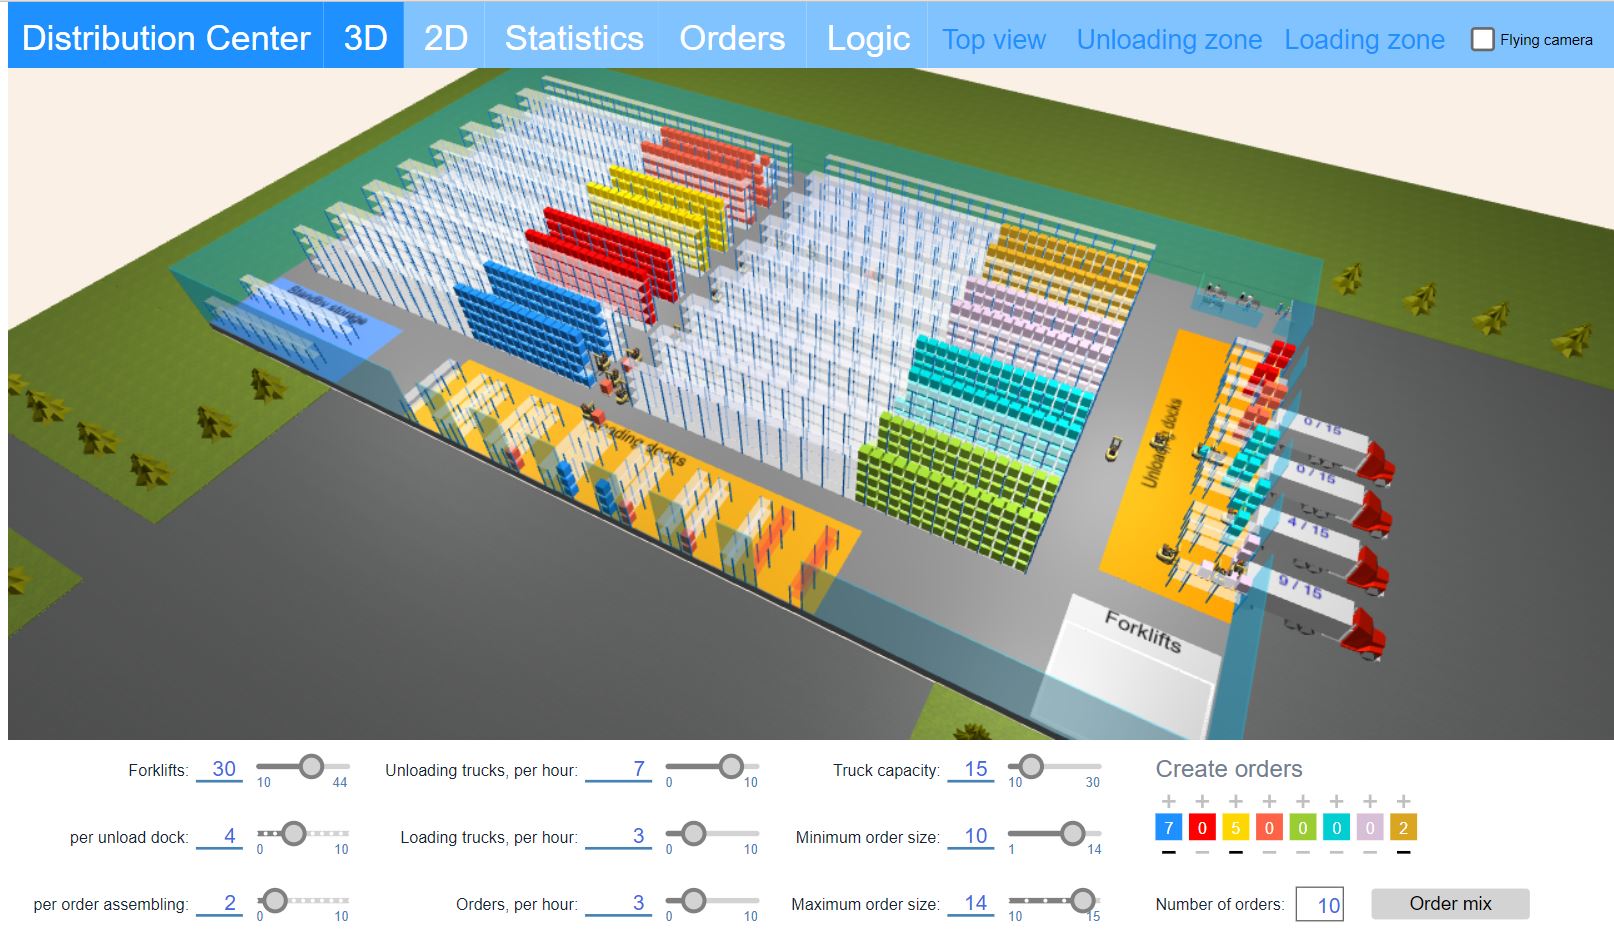 Distribution Center 3D 2D Statistics Orders Logic Top view Unloading zone Loading zone Flying camera
Standby storage
Loading docks
Unloading docks
0 / 15
0 / 15
4 / 15
9 / 15
Forklifts
Forklifts: 30 10 44
Unloading trucks, per hour: 7 0 10
Truck capacity: 15 10 30
Create orders
+ + + + + + + +
per unload dock: 4 0 10
Loading trucks, per hour: 3 0 10
Minimum order size: 10 1 14
7 0 5 0 0 0 0 2
− − − − − − − −
per order assembling: 2 0 10
Orders, per hour: 3 0 10
Maximum order size: 14 10 15
Number of orders: 10 Order mix